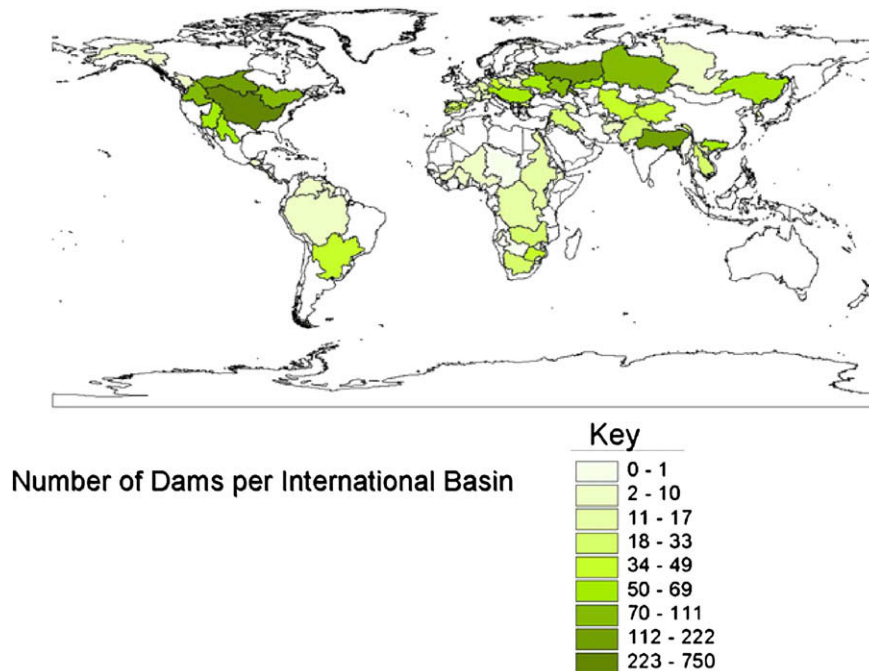 Key
Number of Dams per International Basin
0 - 1
2 - 10
11 - 17
18 - 33
34 - 49
50 - 69
70 - 111
112 - 222
223 - 750